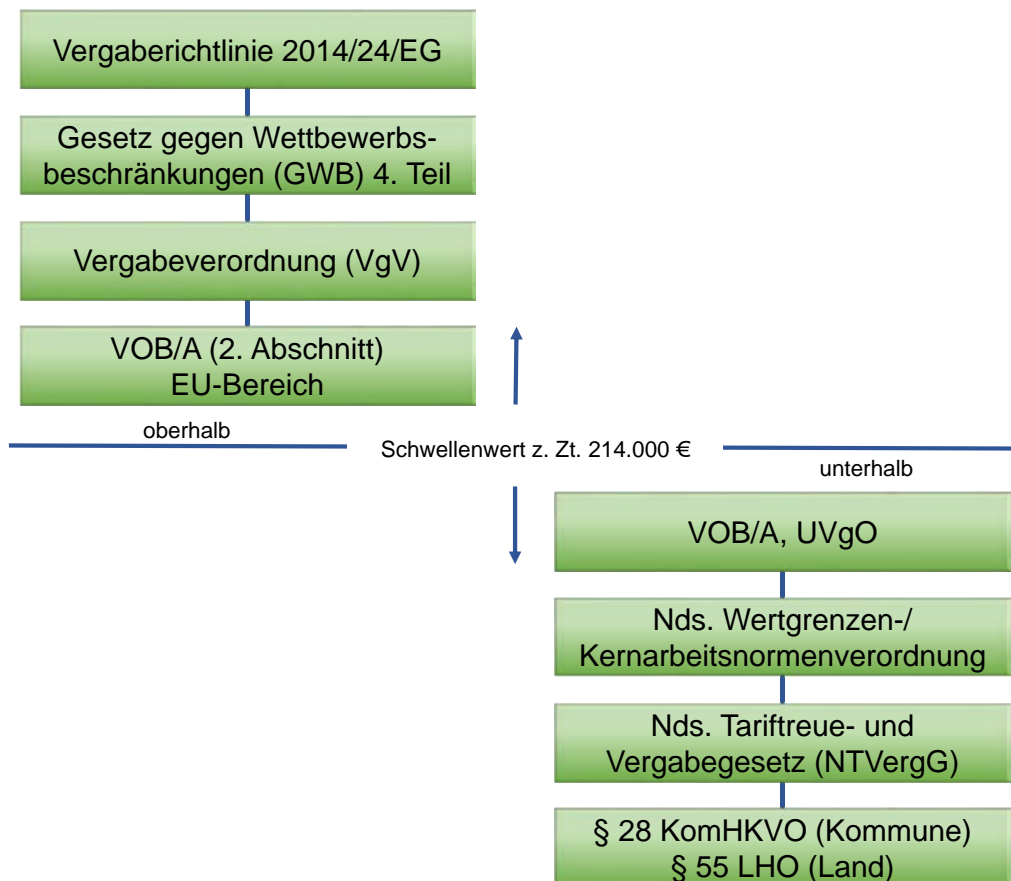 Vergaberichtlinie 2014/24/EG
Gesetz gegen Wettbewerbs-
beschränkungen (GWB) 4. Teil
Vergabeverordnung (VgV)
VOB/A (2. Abschnitt)
EU-Bereich
oberhalb
Schwellenwert z. Zt. 214.000 €
unterhalb
VOB/A, UVgO
Nds. Wertgrenzen-/
Kernarbeitsnormenverordnung
Nds. Tariftreue- und
Vergabegesetz (NTVergG)
§ 28 KomHKVO (Kommune)
§ 55 LHO (Land)